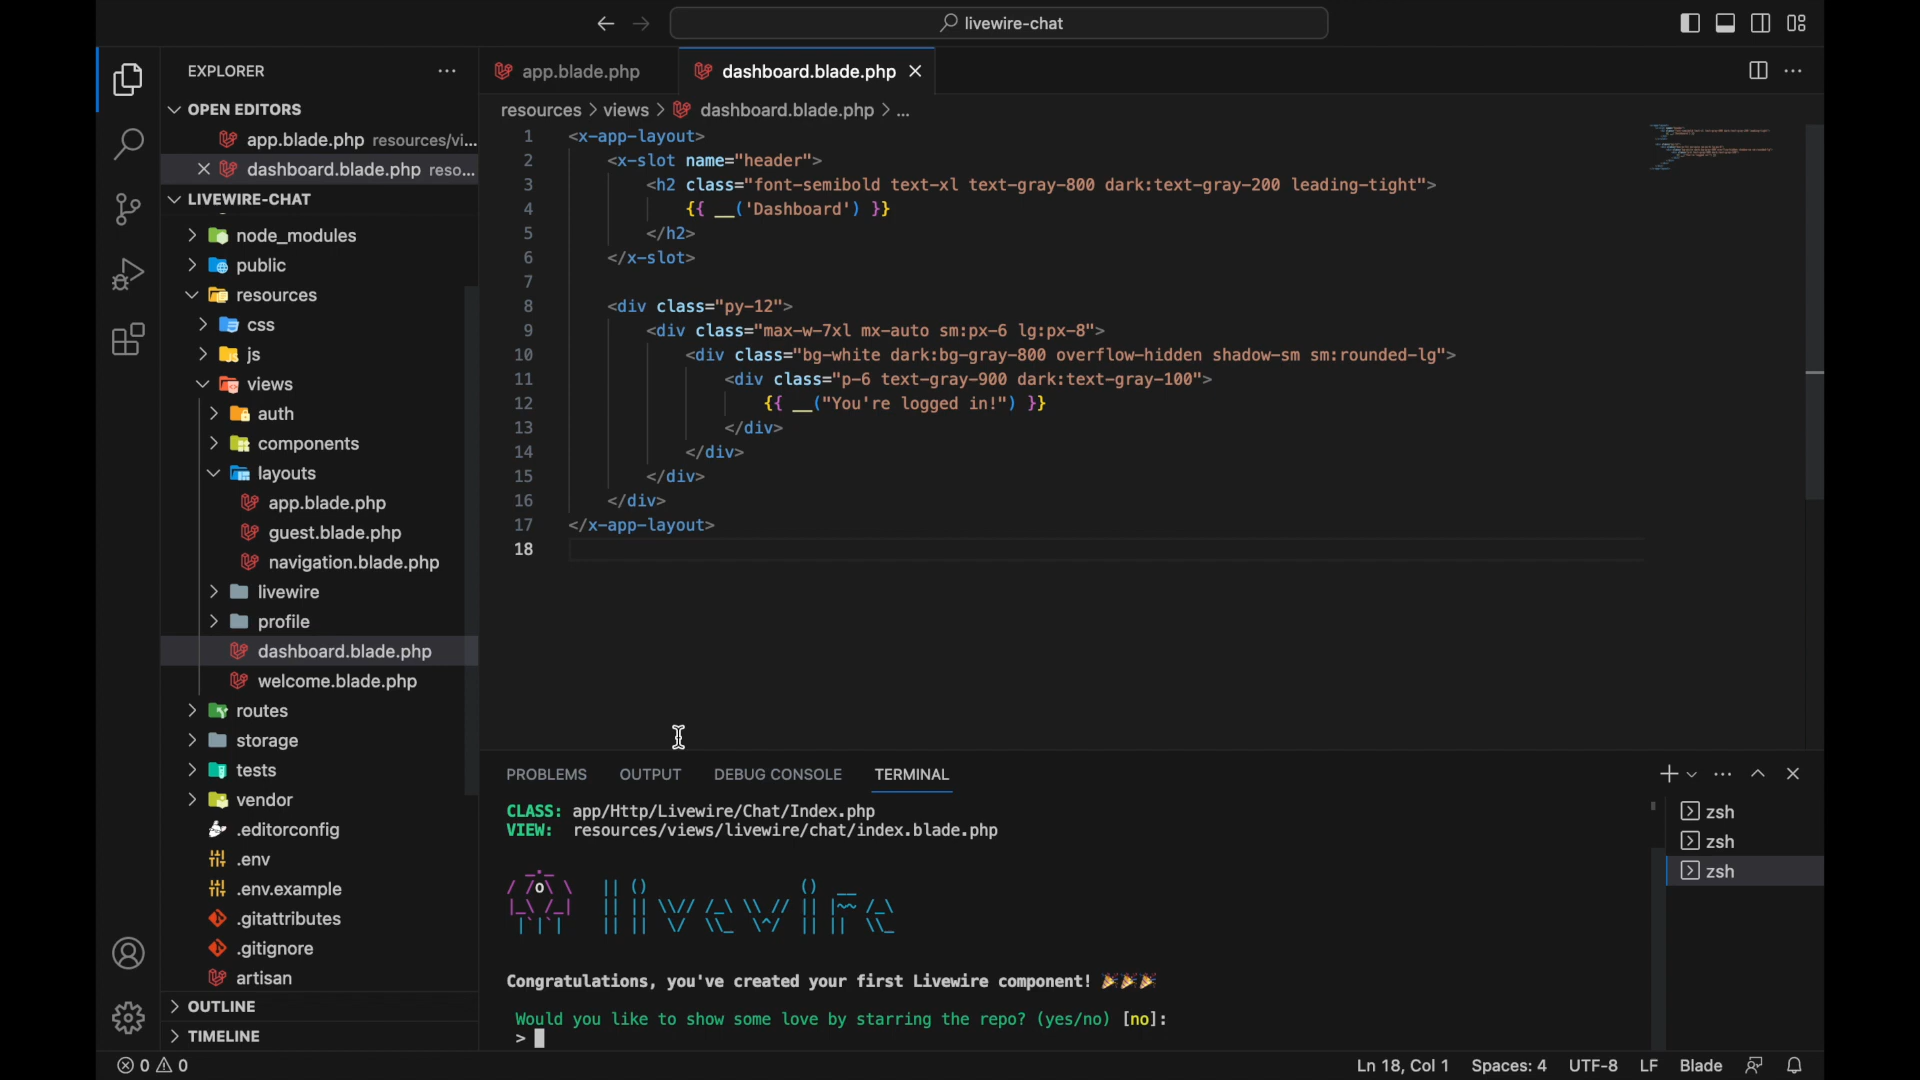 livewire-chat
EXPLORER
OPEN EDITORS
app.blade.php resources/vi...
dashboard.blade.php reso...
LIVEWIRE-CHAT
node_modules
public
resources
css
js
views
auth
components
layouts
app.blade.php
guest.blade.php
navigation.blade.php
livewire
profile
dashboard.blade.php
welcome.blade.php
routes
storage
tests
vendor
.editorconfig
.env
.env.example
.gitattributes
.gitignore
artisan
OUTLINE
TIMELINE
app.blade.php
dashboard.blade.php
resources > views > dashboard.blade.php > ...
1 <x-app-layout>
2 <x-slot name="header">
3 <h2 class="font-semibold text-xl text-gray-800 dark:text-gray-200 leading-tight">
4 {{ __('Dashboard') }}
5 </h2>
6 </x-slot>
7
8 <div class="py-12">
9 <div class="max-w-7xl mx-auto sm:px-6 lg:px-8">
10 <div class="bg-white dark:bg-gray-800 overflow-hidden shadow-sm sm:rounded-lg">
11 <div class="p-6 text-gray-900 dark:text-gray-100">
12 {{ __("You're logged in!") }}
13 </div>
14 </div>
15 </div>
16 </div>
17 </x-app-layout>
18
PROBLEMS OUTPUT DEBUG CONSOLE TERMINAL
CLASS: app/Http/Livewire/Chat/Index.php
VIEW: resources/views/livewire/chat/index.blade.php
Congratulations, you've created your first Livewire component! 🎉🎉🎉
Would you like to show some love by starring the repo? (yes/no) [no]:
>
zsh
zsh
zsh
0 0
Ln 18, Col 1 Spaces: 4 UTF-8 LF Blade